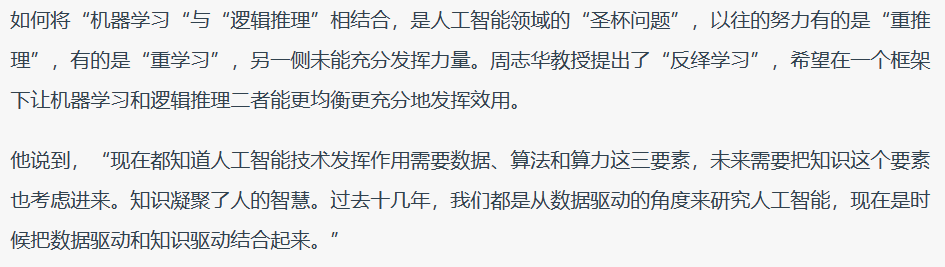 如何将“机器学习“与“逻辑推理”相结合，是人工智能领域的“圣杯问题”，以往的努力有的是“重推
理”，有的是“重学习”，另一侧未能充分发挥力量。周志华教授提出了“反绎学习”，希望在一个框架
下让机器学习和逻辑推理二者能更均衡更充分地发挥效用。
他说到，“现在都知道人工智能技术发挥作用需要数据、算法和算力这三要素，未来需要把知识这个要素
也考虑进来。知识凝聚了人的智慧。过去十几年，我们都是从数据驱动的角度来研究人工智能，现在是时
候把数据驱动和知识驱动结合起来。”